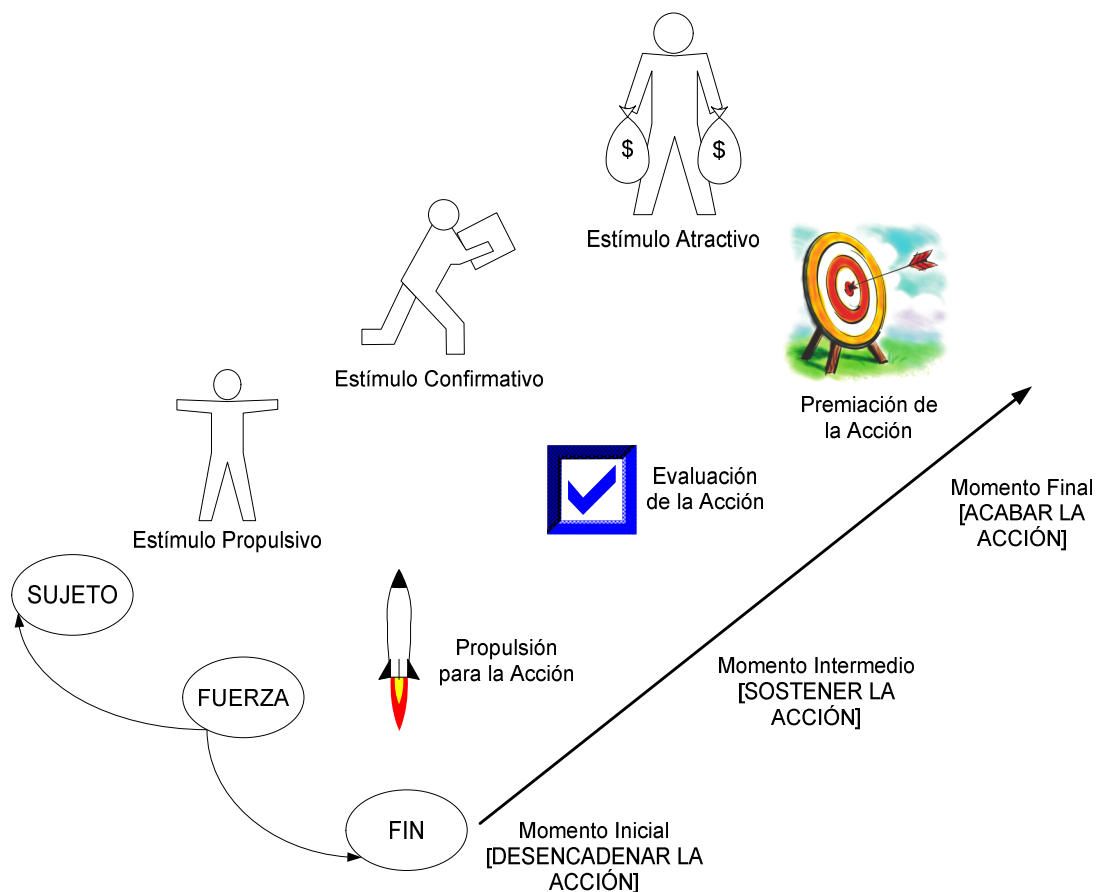 $
$
Estímulo Atractivo
Estímulo Confirmativo
Premiación de
la Acción
Evaluación
de la Acción
Momento Final
[ACABAR LA
ACCIÓN]
Estímulo Propulsivo
SUJETO
Propulsión
para la Acción
Momento Intermedio
[SOSTENER LA
ACCIÓN]
FUERZA
FIN
Momento Inicial
[DESENCADENAR LA
ACCIÓN]